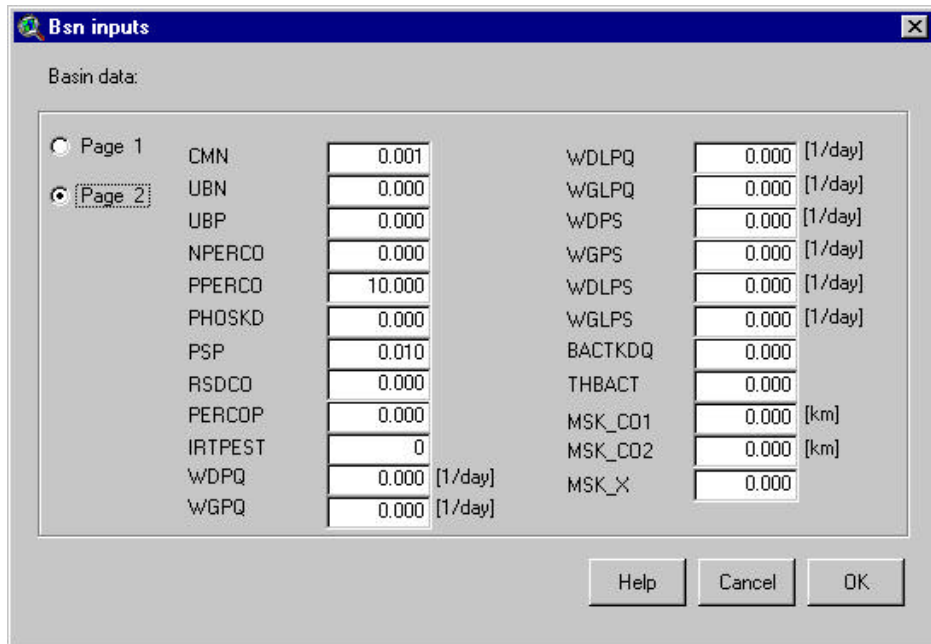 Bsn inputs
Basin data:
Page 1
Page 2
CMN 0.001
UBN 0.000
UBP 0.000
NPERCO 0.000
PPERCO 10.000
PHOSKD 0.000
PSP 0.010
RSDCO 0.000
PERCOP 0.000
IRTPEST 0
WDPQ 0.000 [1/day]
WGPQ 0.000 [1/day]
WDLPQ 0.000 [1/day]
WGLPQ 0.000 [1/day]
WDPS 0.000 [1/day]
WGPS 0.000 [1/day]
WDLPS 0.000 [1/day]
WGLPS 0.000 [1/day]
BACTKDQ 0.000
THBACT 0.000
MSK_CO1 0.000 [km]
MSK_CO2 0.000 [km]
MSK_X 0.000
Help Cancel OK